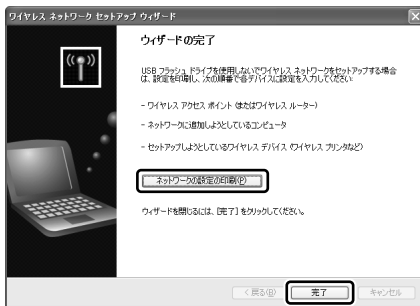 ワイヤレス ネットワーク セットアップ ウィザード
ウィザードの完了
USB フラッシュ ドライブを使用しないでワイヤレス ネットワークをセットアップする場合
は、設定を印刷し、次の順番で各デバイスに設定を入力してください:
- ワイヤレス アクセス ポイント (またはワイヤレス ルーター)
- ネットワークに追加しようとしているコンピュータ
- セットアップしようとしているワイヤレス デバイス (ワイヤレス プリンタなど)
ネットワークの設定の印刷(P)
ウィザードを閉じるには、[完了] をクリックしてください。
< 戻る(B)
完了
キャンセル